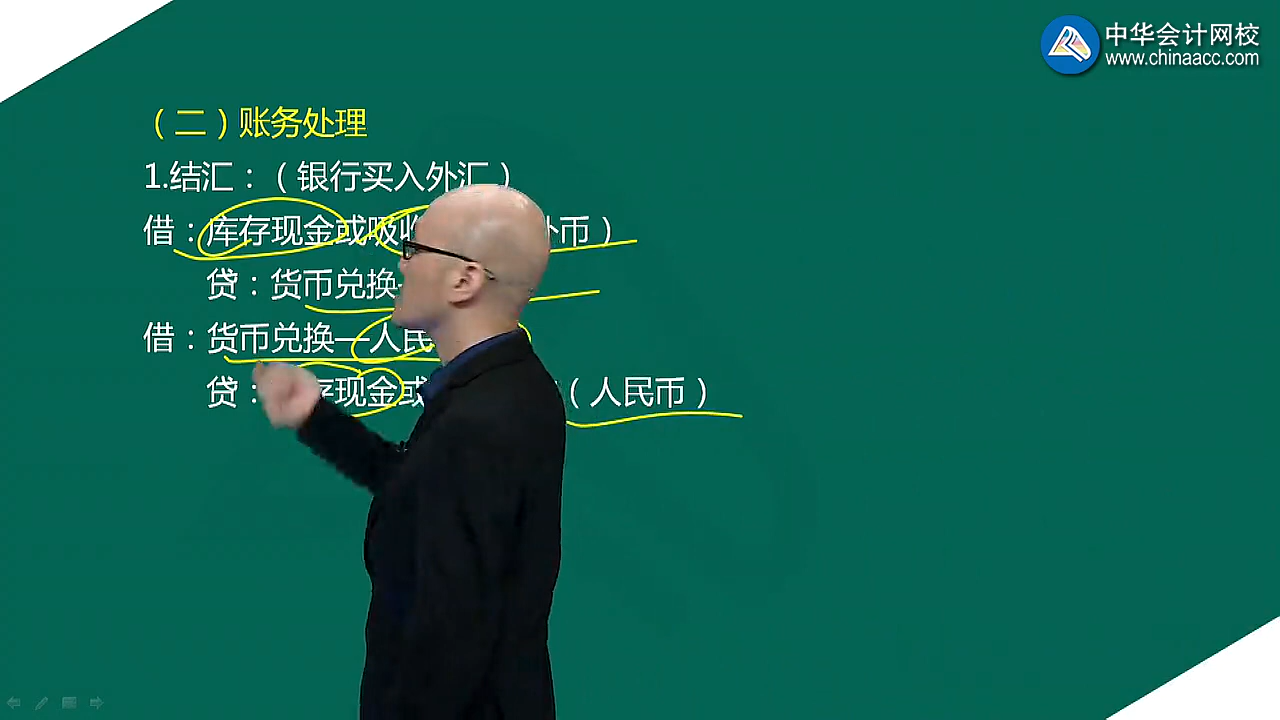 中华会计网校
www.chinaacc.com
（二）账务处理
1.结汇：（银行买入外汇）
借：库存现金或吸收 外币）
贷：货币兑换
借：货币兑换—人民
贷： 存现金或 （人民币）